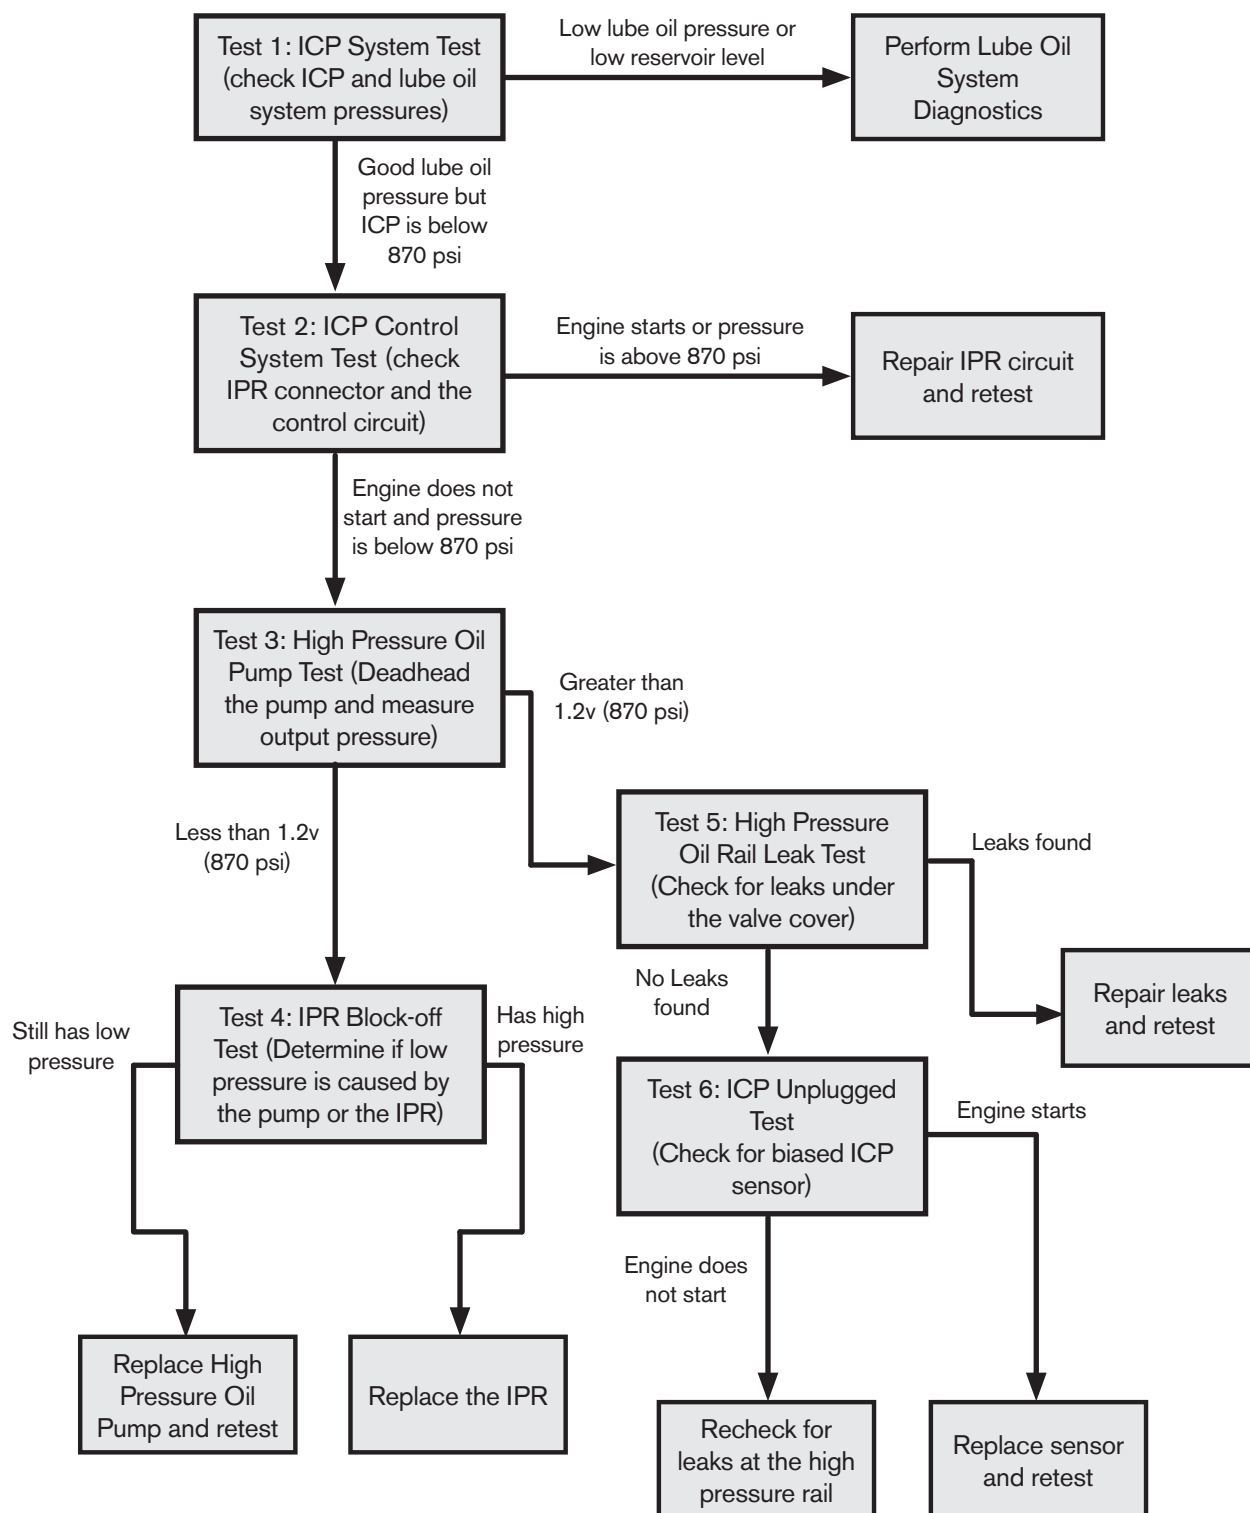 Test 1: ICP System Test
(check ICP and lube oil
system pressures)
Low lube oil pressure or
low reservoir level
Perform Lube Oil
System
Diagnostics
Good lube oil
pressure but
ICP is below
870 psi
Test 2: ICP Control
System Test (check
IPR connector and the
control circuit)
Engine starts or pressure
is above 870 psi
Repair IPR circuit
and retest
Engine does not
start and pressure
is below 870 psi
Test 3: High Pressure Oil
Pump Test (Deadhead
the pump and measure
output pressure)
Greater than
1.2v (870 psi)
Less than 1.2v
(870 psi)
Test 5: High Pressure
Oil Rail Leak Test
(Check for leaks under
the valve cover)
Leaks found
Repair leaks
and retest
No Leaks
found
Still has low
pressure
Test 4: IPR Block-off
Test (Determine if low
pressure is caused by
the pump or the IPR)
Has high
pressure
Test 6: ICP Unplugged
Test
(Check for biased ICP
sensor)
Engine starts
Engine does
not start
Replace High
Pressure Oil
Pump and retest
Replace the IPR
Recheck for
leaks at the high
pressure rail
Replace sensor
and retest